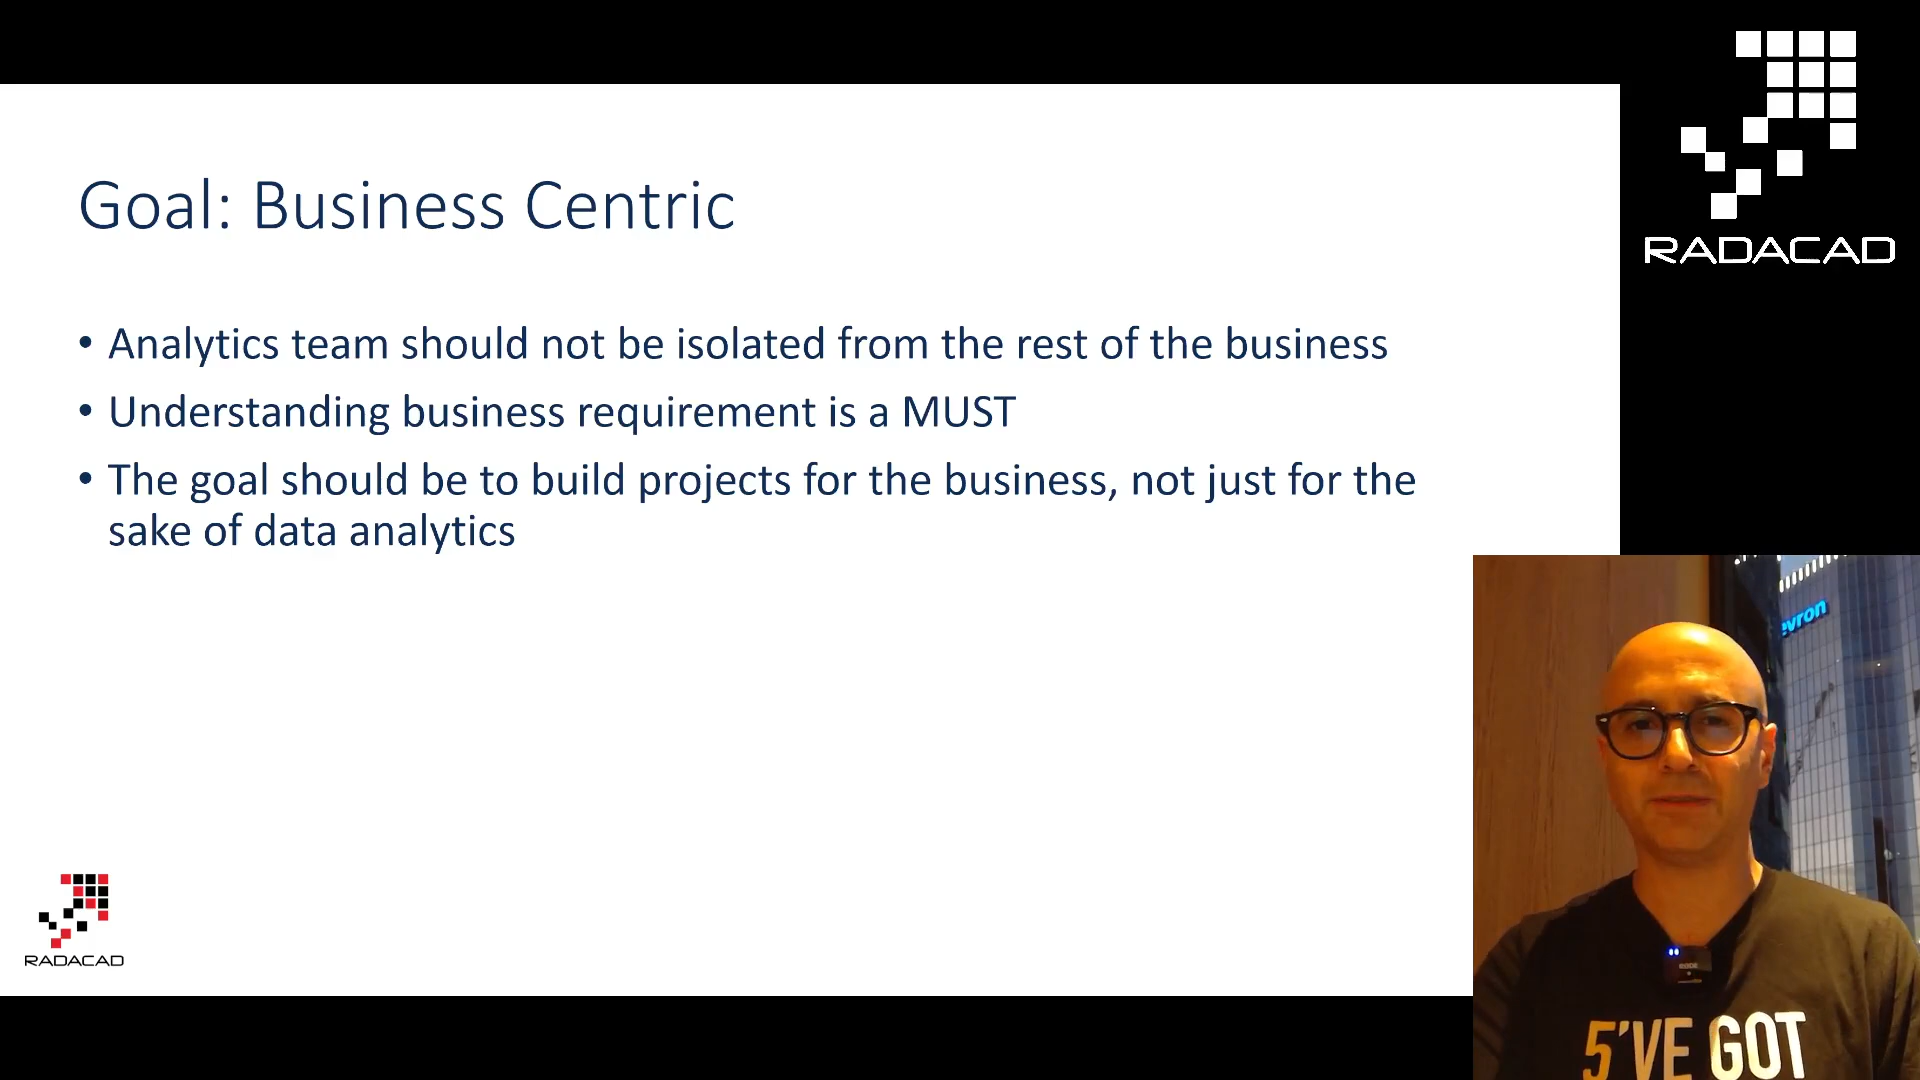 Goal: Business Centric
• Analytics team should not be isolated from the rest of the business
• Understanding business requirement is a MUST
• The goal should be to build projects for the business, not just for the
sake of data analytics
RADACAD
RADACAD
evron
RODE
5'VE GOT